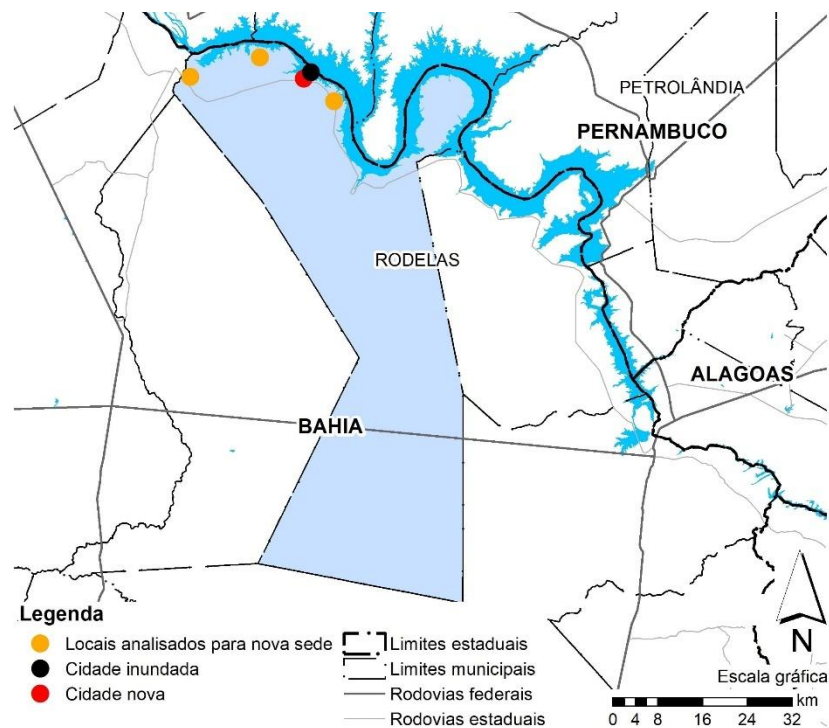 PETROLÂNDIA
PERNAMBUCO
RODELAS
ALAGOAS
BAHIA
Legenda
Locais analisados para nova sede
Cidade inundada
Cidade nova
Limites estaduais
Limites municipais
Rodovias federais
Rodovias estaduais
N
Escala gráfica
km
0 4 8 16 24 32